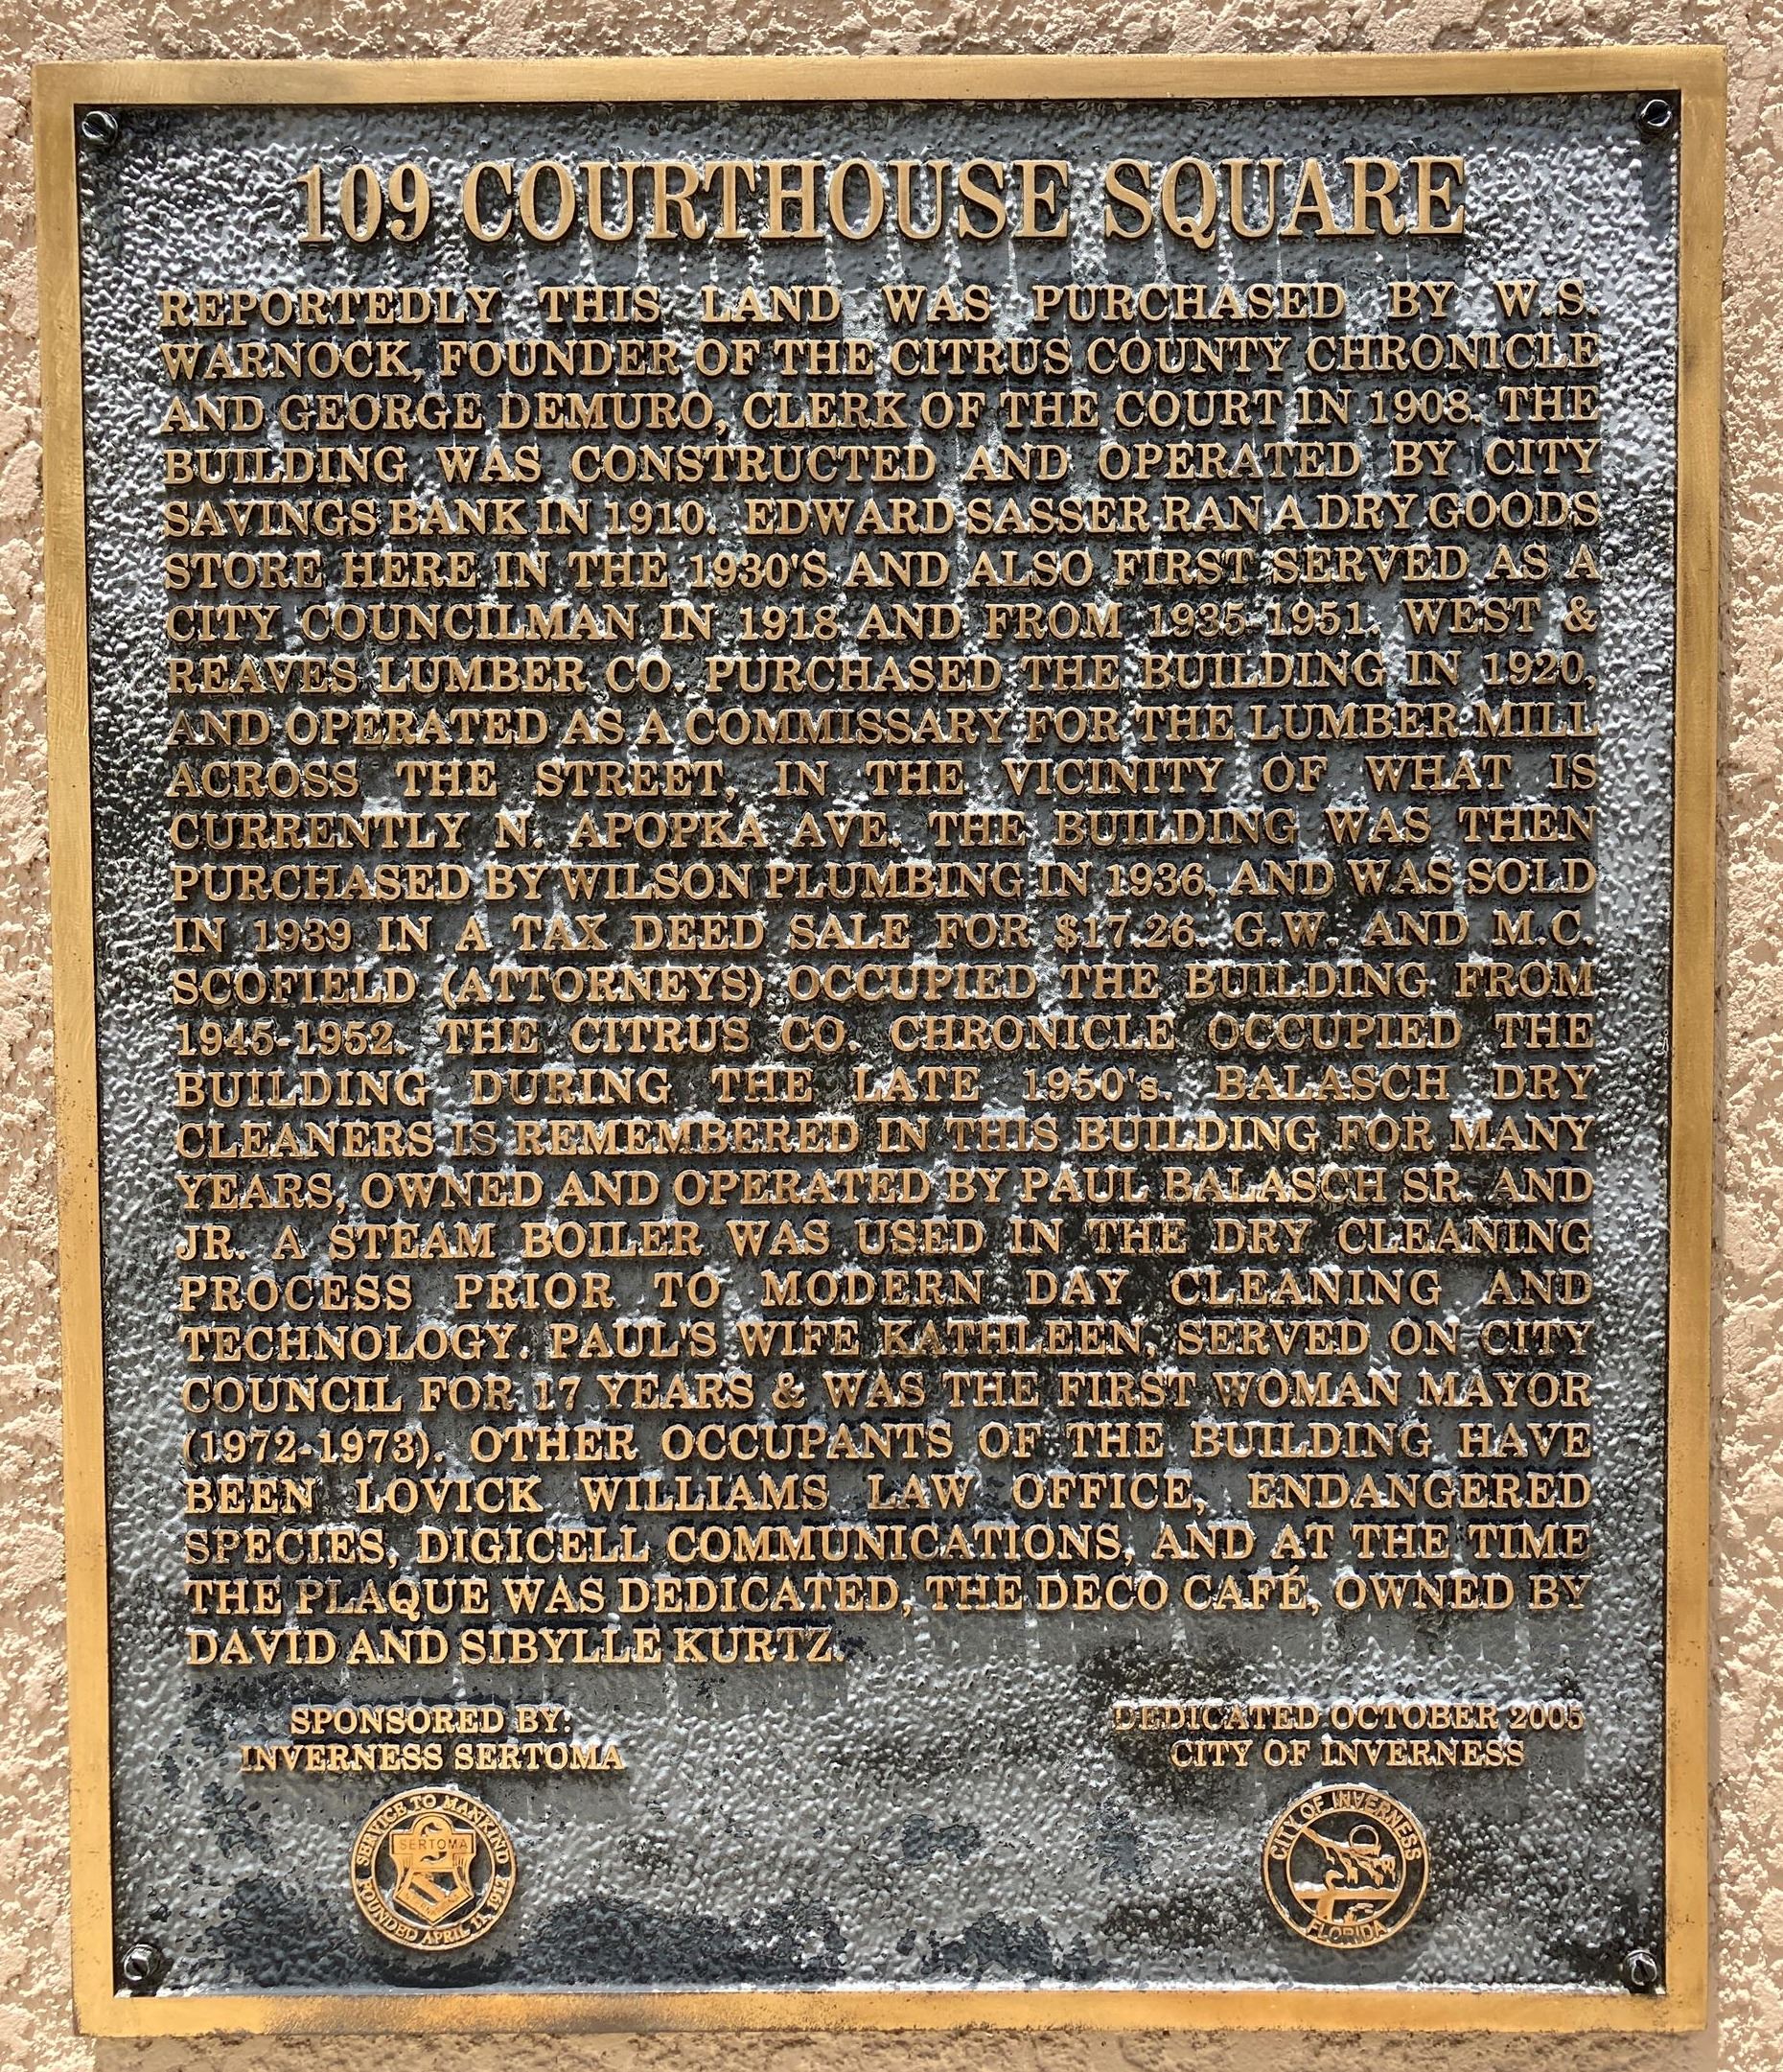 109 COURTHOUSE SQUARE
REPORTEDLY THIS LAND WAS PURCHASED BY W.S.
WARNOCK, FOUNDER OF THE CITRUS COUNTY CHRONICLE
AND GEORGE DEMURO, CLERK OF THE COURT IN 1908. THE
BUILDING WAS CONSTRUCTED AND OPERATED BY CITY
SAVINGS BANK IN 1910. EDWARD SASSER RAN A DRY GOODS
STORE HERE IN THE 1930'S AND ALSO FIRST SERVED AS A
CITY COUNCILMAN IN 1918 AND FROM 1935-1951. WEST &
REAVES LUMBER CO. PURCHASED THE BUILDING IN 1920,
AND OPERATED AS A COMMISSARY FOR THE LUMBER MILL
ACROSS THE STREET, IN THE VICINITY OF WHAT IS
CURRENTLY N. APOPKA AVE. THE BUILDING WAS THEN
PURCHASED BY WILSON PLUMBING IN 1936, AND WAS SOLD
IN 1939 IN A TAX DEED SALE FOR $17.26. G.W. AND M.C.
SCOFIELD (ATTORNEYS) OCCUPIED THE BUILDING FROM
1945-1952. THE CITRUS CO. CHRONICLE OCCUPIED THE
BUILDING DURING THE LATE 1950's. BALASCH DRY
CLEANERS IS REMEMBERED IN THIS BUILDING FOR MANY
YEARS, OWNED AND OPERATED BY PAUL BALASCH SR. AND
JR. A STEAM BOILER WAS USED IN THE DRY CLEANING
PROCESS PRIOR TO MODERN DAY CLEANING AND
TECHNOLOGY. PAUL'S WIFE KATHLEEN, SERVED ON CITY
COUNCIL FOR 17 YEARS & WAS THE FIRST WOMAN MAYOR
(1972-1973). OTHER OCCUPANTS OF THE BUILDING HAVE
BEEN LOVICK WILLIAMS LAW OFFICE, ENDANGERED
SPECIES, DIGICELL COMMUNICATIONS, AND AT THE TIME
THE PLAQUE WAS DEDICATED, THE DECO CAFÉ, OWNED BY
DAVID AND SIBYLLE KURTZ.
SPONSORED BY:
INVERNESS SERTOMA
SERVICE TO MANKIND
SERTOMA
FOUNDED APRIL 11, 1912
DEDICATED OCTOBER 2005
CITY OF INVERNESS
CITY OF INVERNESS
FLORIDA